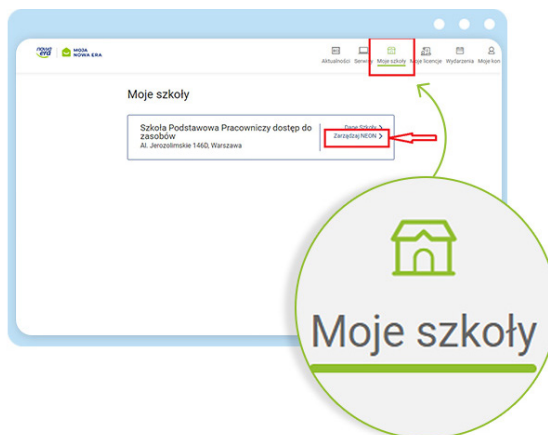 nowa
era
MOJA
NOWA ERA
Aktualności
Serwisy
Moje szkoły
Moje licencje
Wydarzenia
Moje kon
Moje szkoły
Szkoła Podstawowa Pracowniczy dostęp do
zasobów
Al. Jerozolimskie 146D, Warszawa
Dane Szkoły
Zarządzaj NEON
Moje szkoły